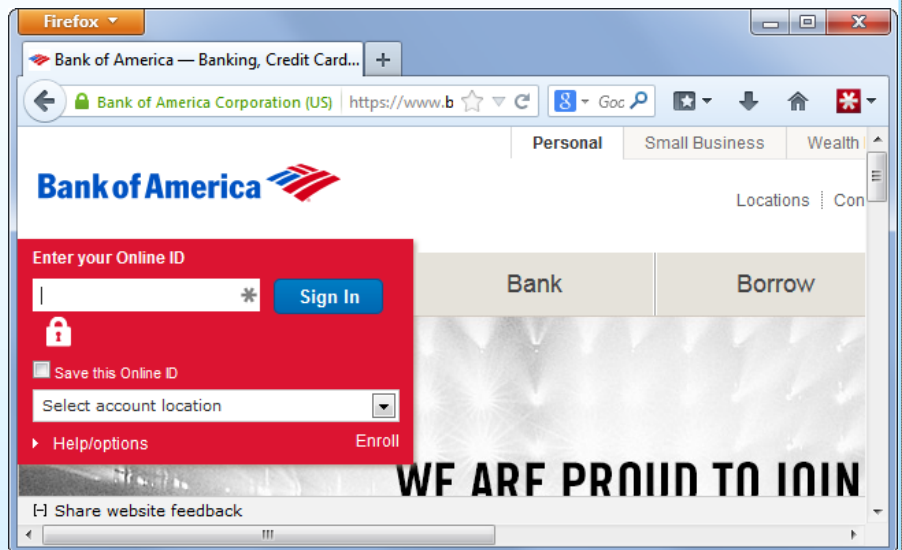 Firefox
Bank of America — Banking, Credit Card...
Bank of America Corporation (US) https://www.b Goc
Personal Small Business Wealth
Bank of America
Locations Con
Enter your Online ID
Sign In
Bank Borrow
Save this Online ID
Select account location
Help/options Enroll
WE ARE PROUD TO JOIN
[-] Share website feedback